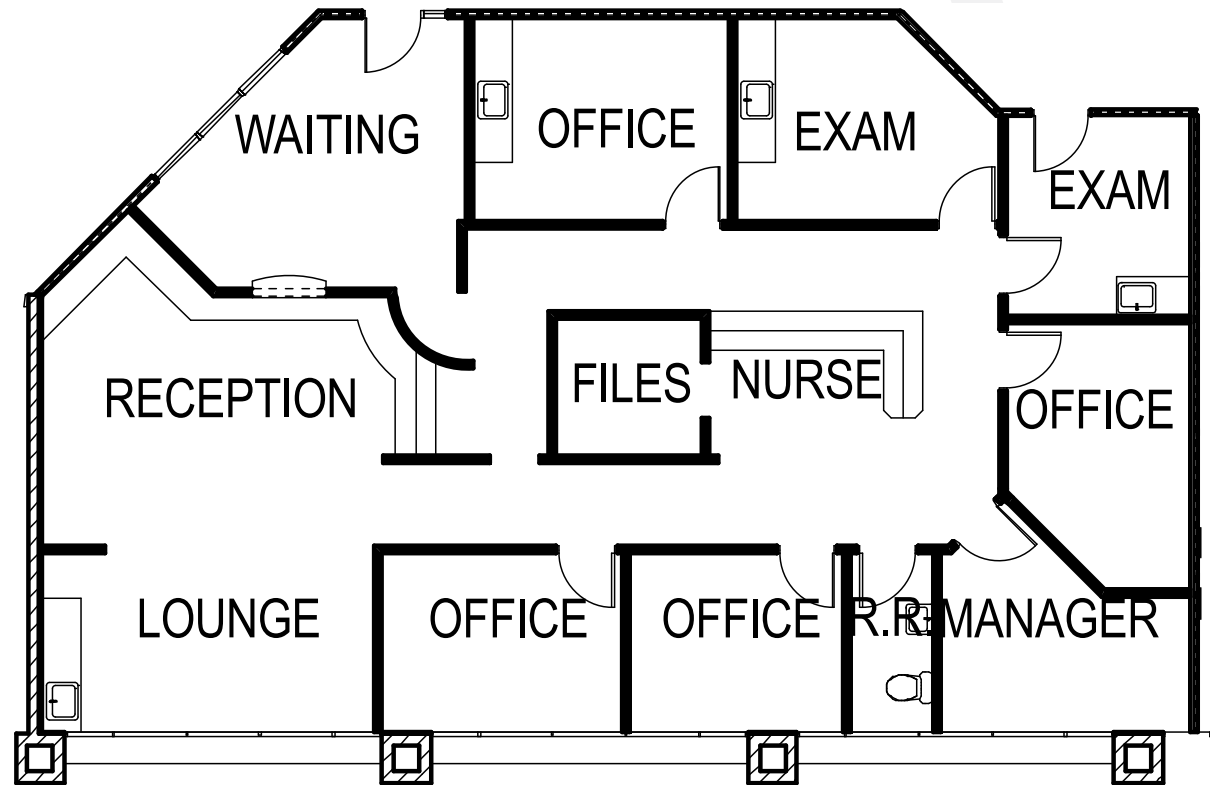 WAITING
OFFICE
EXAM
EXAM
RECEPTION
FILES
NURSE
OFFICE
LOUNGE
OFFICE
OFFICE
R.R.
MANAGER